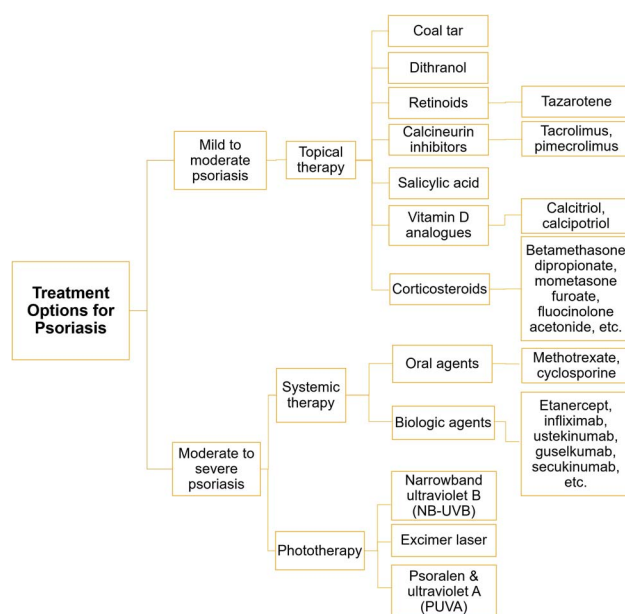 Coal tar
Dithranol
Retinoids
Tazarotene
Calcineurin
inhibitors
Tacrolimus,
pimecrolimus
Mild to
moderate
psoriasis
Topical
therapy
Salicylic acid
Vitamin D
analogues
Calcitriol,
calcipotriol
Corticosteroids
Betamethasone
dipropionate,
mometasone
furoate,
fluocinolone
acetonide, etc.
Treatment
Options for
Psoriasis
Systemic
therapy
Oral agents
Methotrexate,
cyclosporine
Biologic agents
Etanercept,
infliximab,
ustekinumab,
guselkumab,
secukinumab,
etc.
Moderate to
severe
psoriasis
Phototherapy
Narrowband
ultraviolet B
(NB-UVB)
Excimer laser
Psoralen &
ultraviolet A
(PUVA)